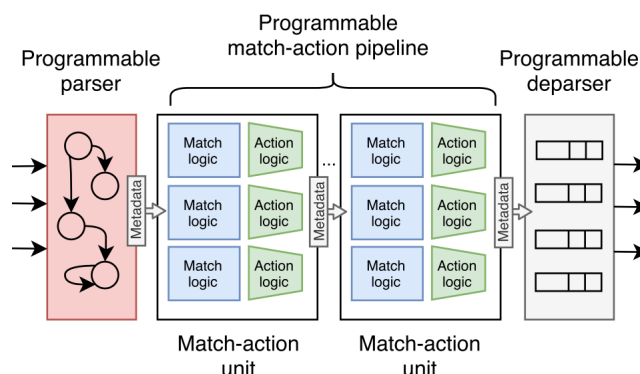 Programmable
parser
Programmable
match-action pipeline
Programmable
deparser
Metadata
Match
logic
Action
logic
Match
logic
Action
logic
Match
logic
Action
logic
...
Metadata
Match
logic
Action
logic
Match
logic
Action
logic
Match
logic
Action
logic
Metadata
Match-action
unit
Match-action
unit